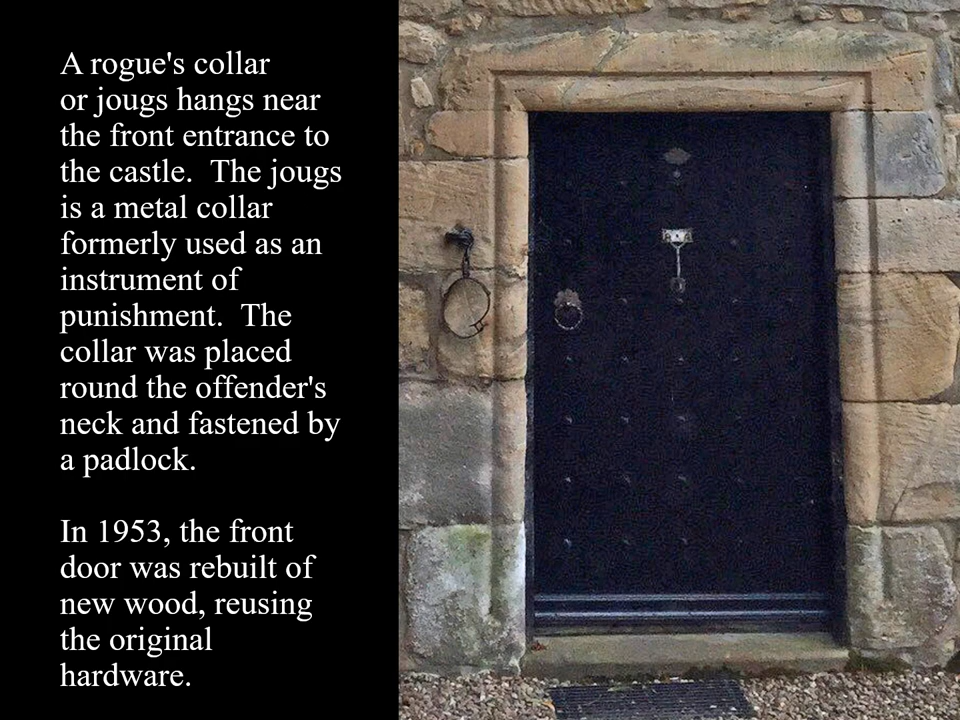 A rogue's collar
or jougs hangs near
the front entrance to
the castle.  The jougs
is a metal collar
formerly used as an
instrument of
punishment.  The
collar was placed
round the offender's
neck and fastened by
a padlock.

In 1953, the front
door was rebuilt of
new wood, reusing
the original
hardware.